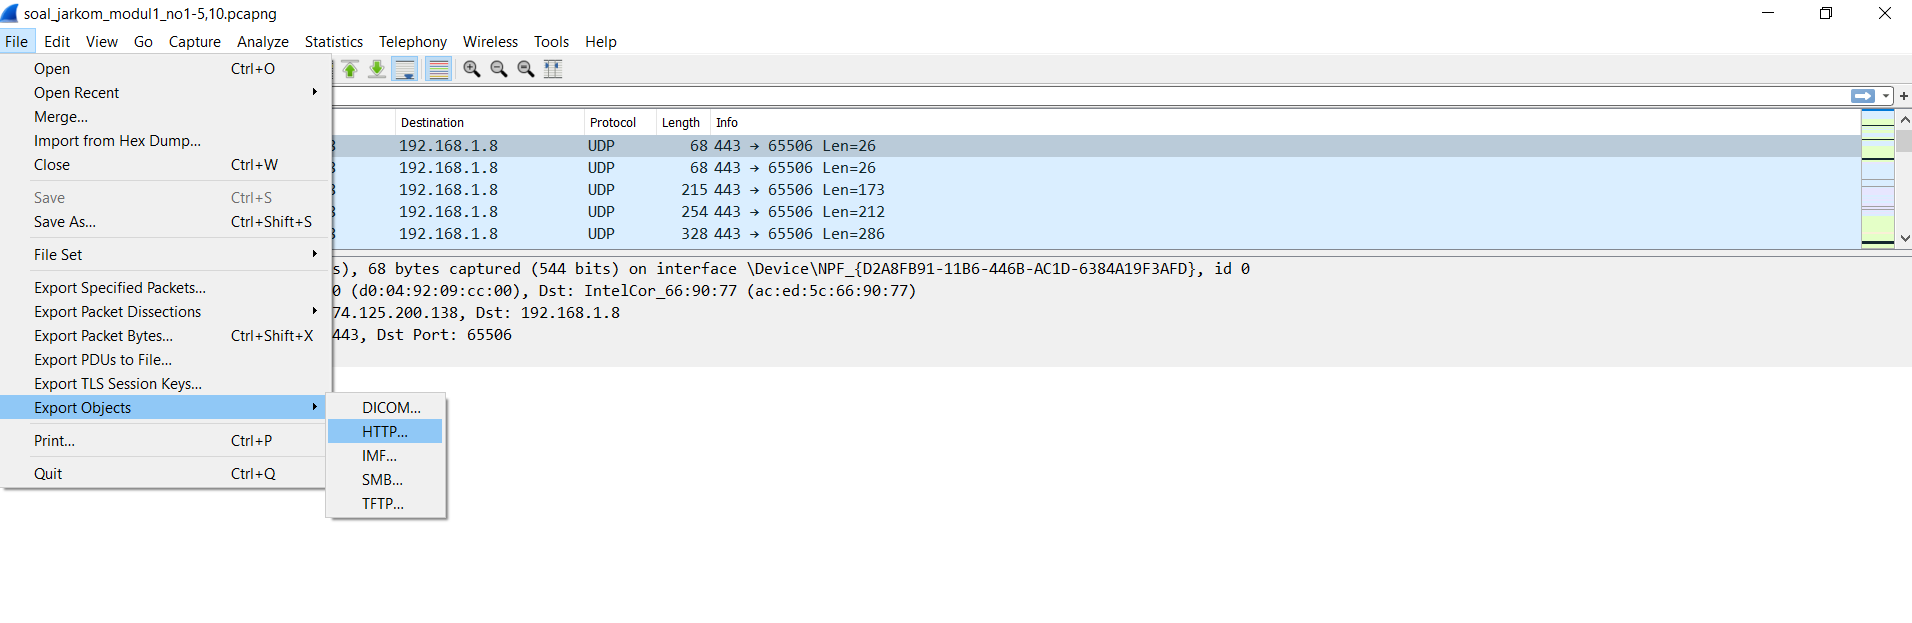 soal_jarkom_modul1_no1-5,10.pcapng
File Edit View Go Capture Analyze Statistics Telephony Wireless Tools Help
Open Ctrl+O
Open Recent
Merge...
Import from Hex Dump...
Close Ctrl+W
Save Ctrl+S
Save As... Ctrl+Shift+S
File Set
Export Specified Packets...
Export Packet Dissections
Export Packet Bytes... Ctrl+Shift+X
Export PDUs to File...
Export TLS Session Keys...
Export Objects
Print... Ctrl+P
Quit Ctrl+Q
DICOM...
HTTP...
IMF...
SMB...
TFTP...
Destination Protocol Length Info
192.168.1.8 UDP 68 443 → 65506 Len=26
192.168.1.8 UDP 68 443 → 65506 Len=26
192.168.1.8 UDP 215 443 → 65506 Len=173
192.168.1.8 UDP 254 443 → 65506 Len=212
192.168.1.8 UDP 328 443 → 65506 Len=286
s), 68 bytes captured (544 bits) on interface \Device\NPF_{D2A8FB91-11B6-446B-AC1D-6384A19F3AFD}, id 0
0 (d0:04:92:09:cc:00), Dst: IntelCor_66:90:77 (ac:ed:5c:66:90:77)
74.125.200.138, Dst: 192.168.1.8
443, Dst Port: 65506